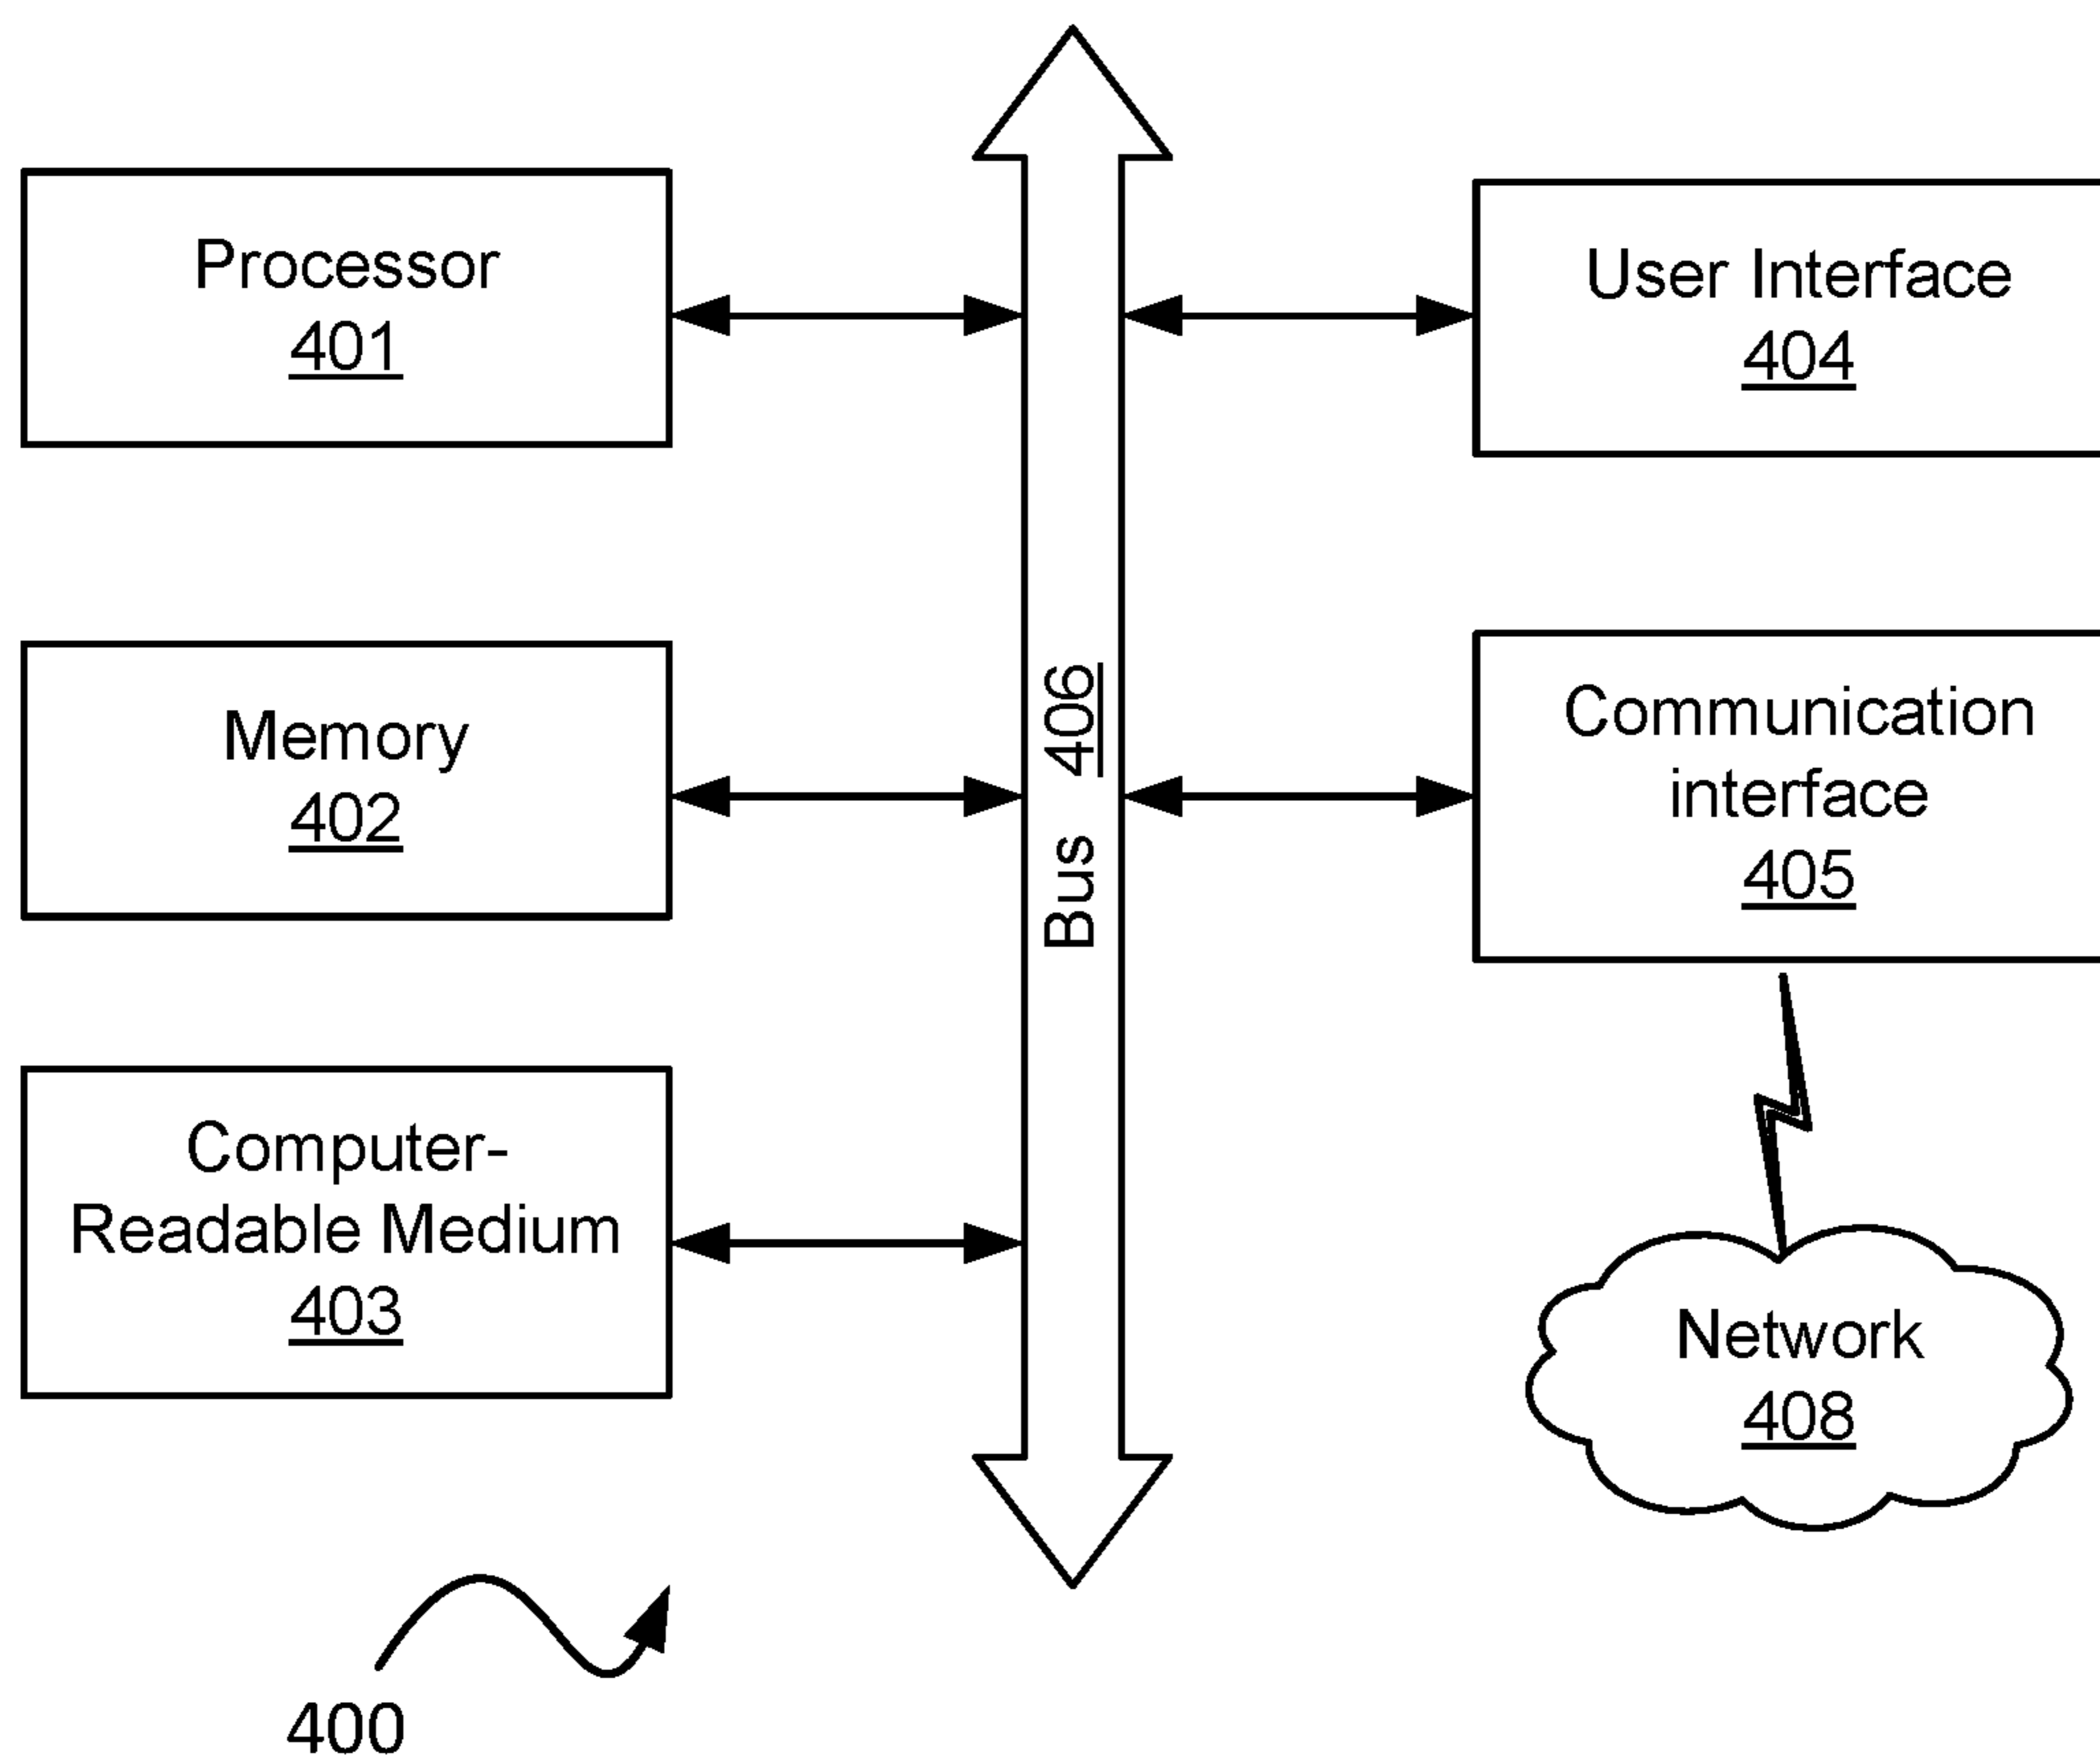 Processor
401
Memory
402
Computer-
Readable Medium
403
Bus 406
User Interface
404
Communication
interface
405
Network
408
400